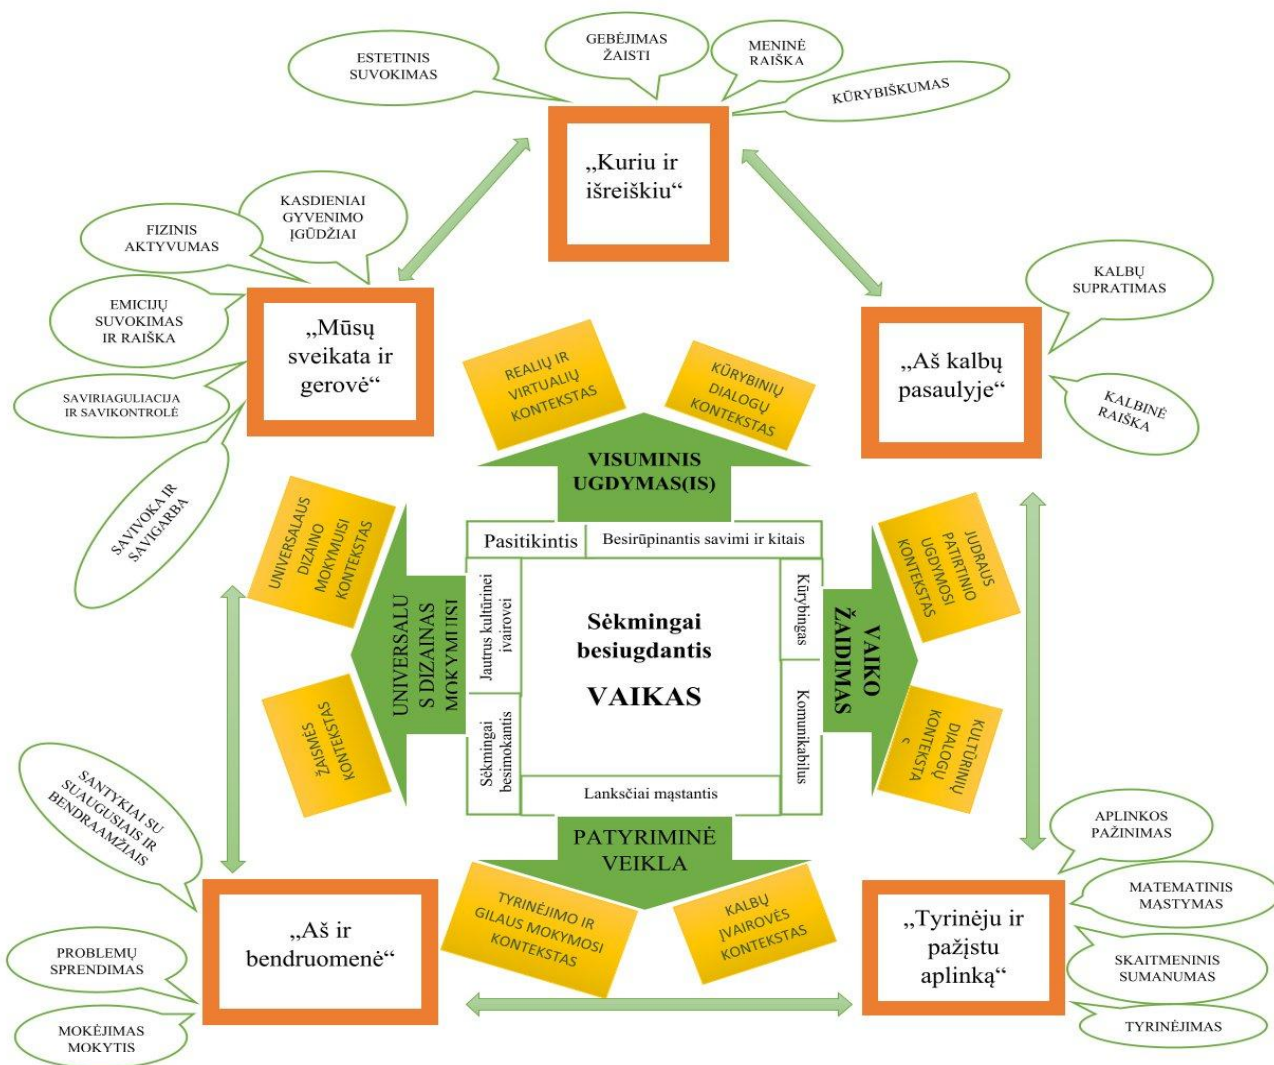 ESTETINIS
SUVOKIMAS
GEBĖJIMAS
ŽAISTI
MENINĖ
RAIŠKA
KŪRYBIŠKUMAS
„Kuriu ir
išreiškiu“
KASDIENIAI
GYVENIMO
ĮGŪDŽIAI
FIZINIS
AKTYVUMAS
EMICIJŲ
SUVOKIMAS
IR RAIŠKA
SAVIRIAGULIACIJA
IR SAVIKONTROLĖ
SAVIVOKA IR
SAVIGARBA
„Mūsų
sveikata ir
gerovė“
KALBŲ
SUPRATIMAS
KALBINĖ
RAIŠKA
„Aš kalbų
pasaulyje“
REALIŲ IR
VIRTUALIŲ
KONTEKSTAS
KŪRYBINIŲ
DIALOGŲ
KONTEKSTAS
VISUMINIS
UGDYMAS(IS)
UNIVERSALAUS
DIZAINO
MOKYMUISI
KONTEKSTAS
ŽAISMĖS
KONTEKSTAS
UNIVERSALU
S DIZAINAS
MOKYMUISI
Pasitikintis
Besirūpinantis savimi ir kitais
Jautrus kultūrinei
įvairovei
Sėkmingai
besimokantis
Sėkmingai
besiugdantis
VAIKAS
Kūrybingas
Komunikabilus
Lanksčiai mąstantis
VAIKO
ŽAIDIMAS
JUDRAUS
PATIRTINIO
UGDYMOSI
KONTEKSTAS
KULTŪRINIŲ
DIALOGŲ
KONTEKSTA
PATYRIMINĖ
VEIKLA
TYRINĖJIMO IR
GILAUS MOKYMOSI
KONTEKSTAS
KALBŲ
ĮVAIROVĖS
KONTEKSTAS
SANTYKIAI SU
SUAUGUSIAIS IR
BENDRAAMŽIAIS
PROBLEMŲ
SPRENDIMAS
MOKĖJIMAS
MOKYTIS
„Aš ir
bendruomenė“
„Tyrinėju ir
pažįstu
aplinką“
APLINKOS
PAŽINIMAS
MATEMATINIS
MĄSTYMAS
SKAITMENINIS
SUMANUMAS
TYRINĖJIMAS